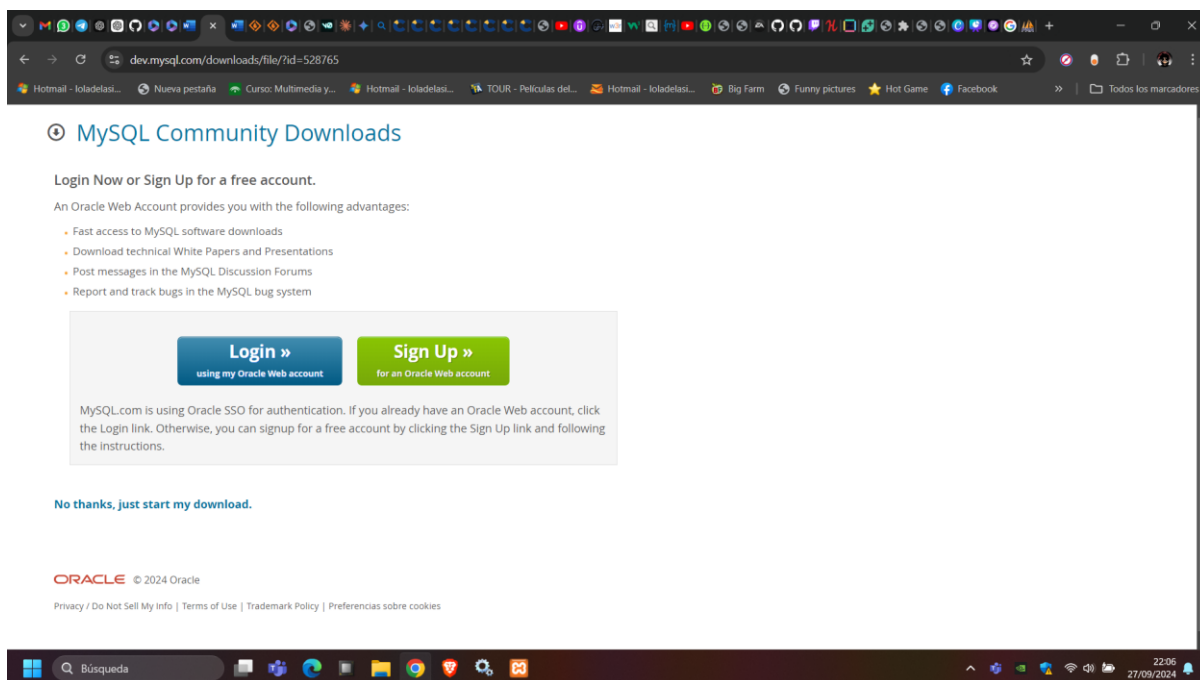 dev.mysql.com/downloads/file/?id=528765
Hotmail - loladelasi... Nueva pestaña Curso: Multimedia y... Hotmail - loladelasi... TOUR - Películas del... Hotmail - loladelasi... Big Farm Funny pictures Hot Game Facebook » Todos los marcadores
MySQL Community Downloads
Login Now or Sign Up for a free account.
An Oracle Web Account provides you with the following advantages:
Fast access to MySQL software downloads
Download technical White Papers and Presentations
Post messages in the MySQL Discussion Forums
Report and track bugs in the MySQL bug system
Login » Sign Up »
using my Oracle Web account for an Oracle Web account
MySQL.com is using Oracle SSO for authentication. If you already have an Oracle Web account, click
the Login link. Otherwise, you can signup for a free account by clicking the Sign Up link and following
the instructions.
No thanks, just start my download.
ORACLE © 2024 Oracle
Privacy / Do Not Sell My Info | Terms of Use | Trademark Policy | Preferencias sobre cookies
Búsqueda
22:06
27/09/2024